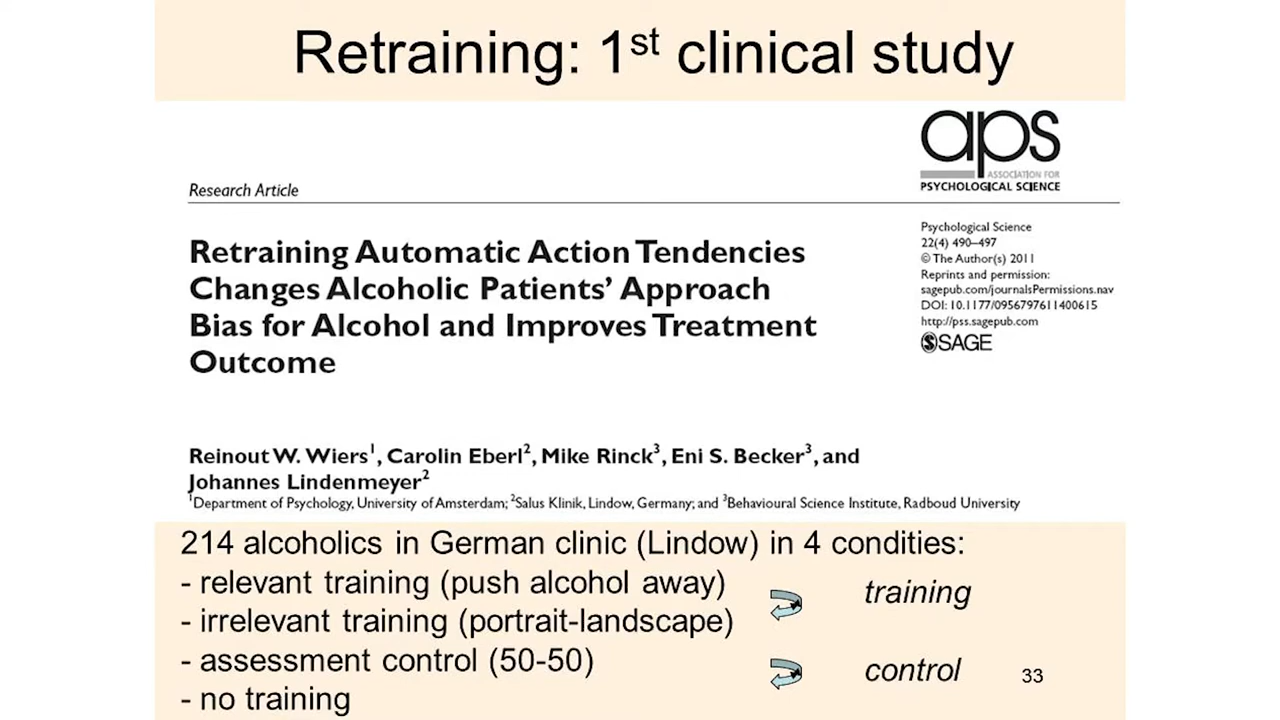 Retraining: 1st clinical study
aps
ASSOCIATION FOR
PSYCHOLOGICAL SCIENCE
Research Article
Psychological Science
22(4) 490–497
© The Author(s) 2011
Reprints and permission:
sagepub.com/journalsPermissions.nav
DOI: 10.1177/0956797611400615
http://pss.sagepub.com
SAGE
Retraining Automatic Action Tendencies
Changes Alcoholic Patients’ Approach
Bias for Alcohol and Improves Treatment
Outcome
Reinout W. Wiers1, Carolin Eberl2, Mike Rinck3, Eni S. Becker3, and
Johannes Lindenmeyer2
1Department of Psychology, University of Amsterdam; 2Salus Klinik, Lindow, Germany; and 3Behavioural Science Institute, Radboud University
214 alcoholics in German clinic (Lindow) in 4 condities:
- relevant training (push alcohol away)
- irrelevant training (portrait-landscape)
training
- assessment control (50-50)
- no training
control
33